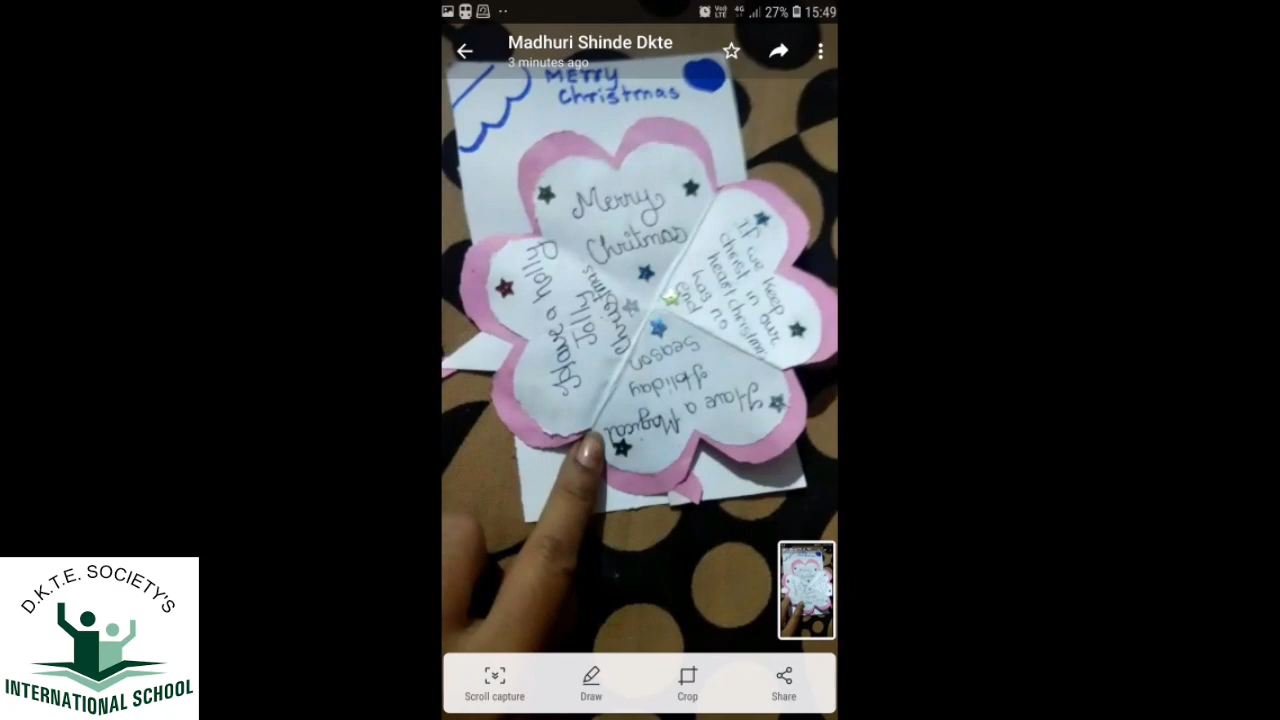 27% 15:49
Madhuri Shinde Dkte
3 minutes ago
Merry
Christmas
Merry
Chritmas
If we keep
christ in our
heart christmas
has no
end
Have a holly
Jolly
Christmas
Have a Magical
Holiday
Season
Scroll capture
Draw
Crop
Share
D.K.T.E. SOCIETY'S
INTERNATIONAL SCHOOL